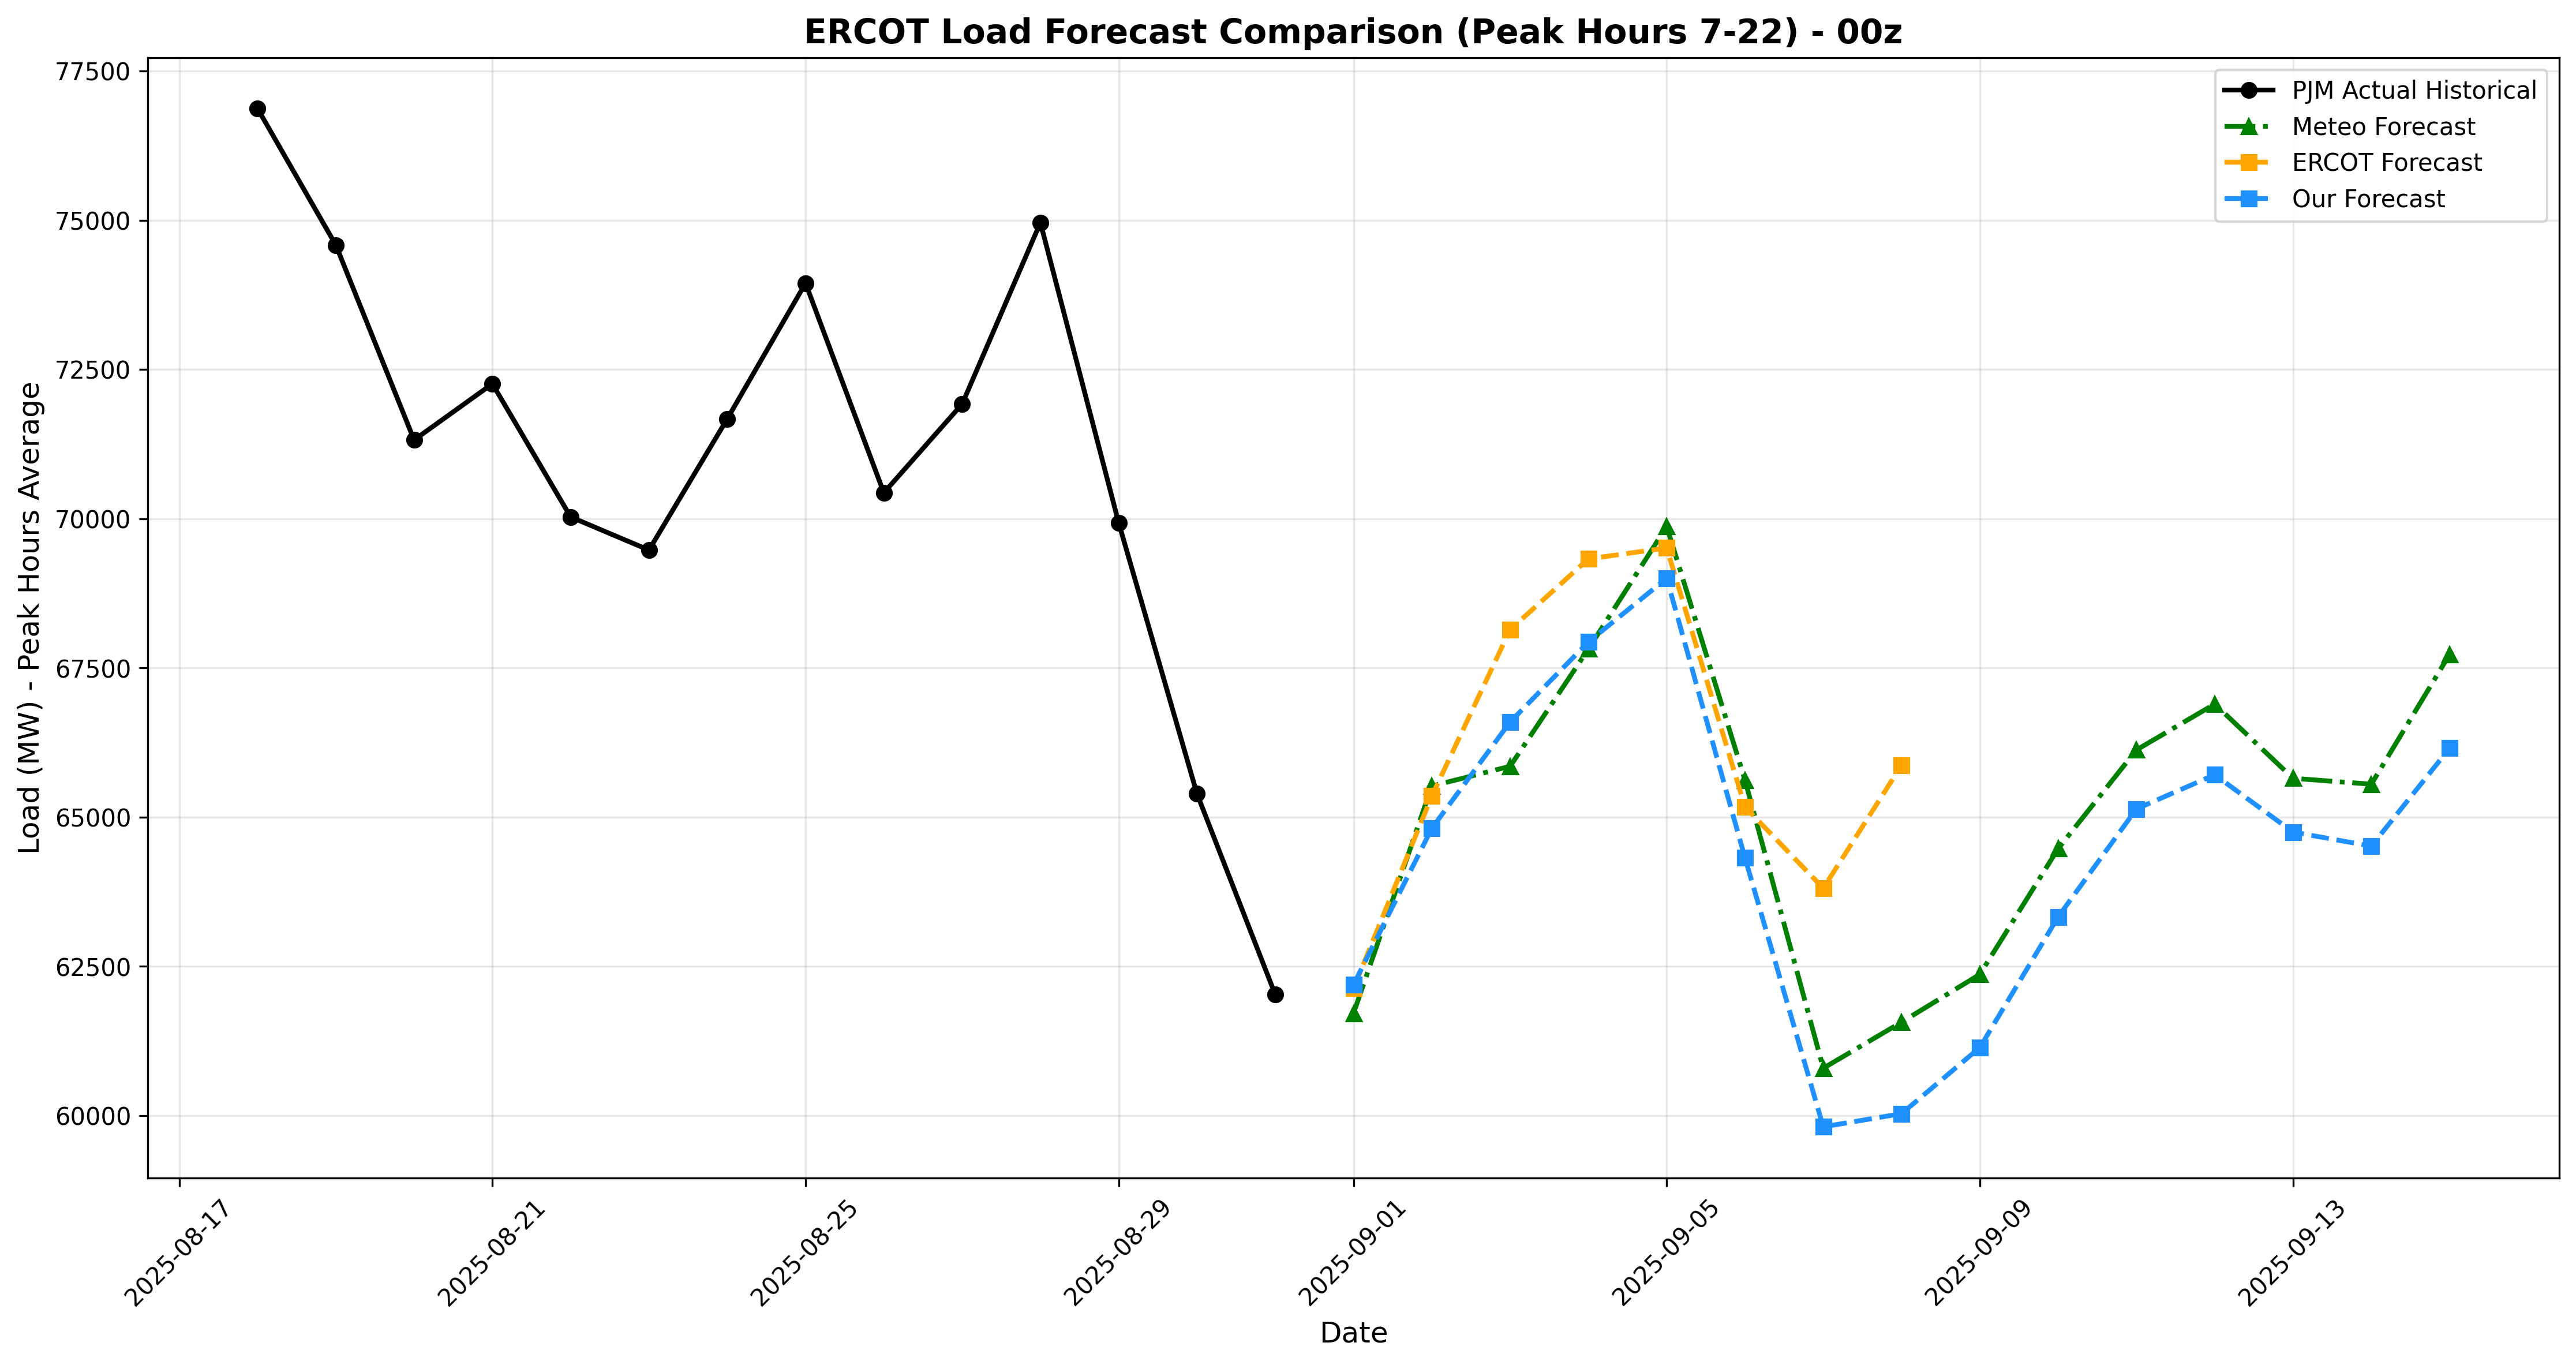 ERCOT Load Forecast Comparison (Peak Hours 7-22) - 00z
PJM Actual Historical
Meteo Forecast
ERCOT Forecast
Our Forecast
Load (MW) - Peak Hours Average
77500
75000
72500
70000
67500
65000
62500
60000
2025-08-17
2025-08-21
2025-08-25
2025-08-29
2025-09-01
2025-09-05
2025-09-09
2025-09-13
Date